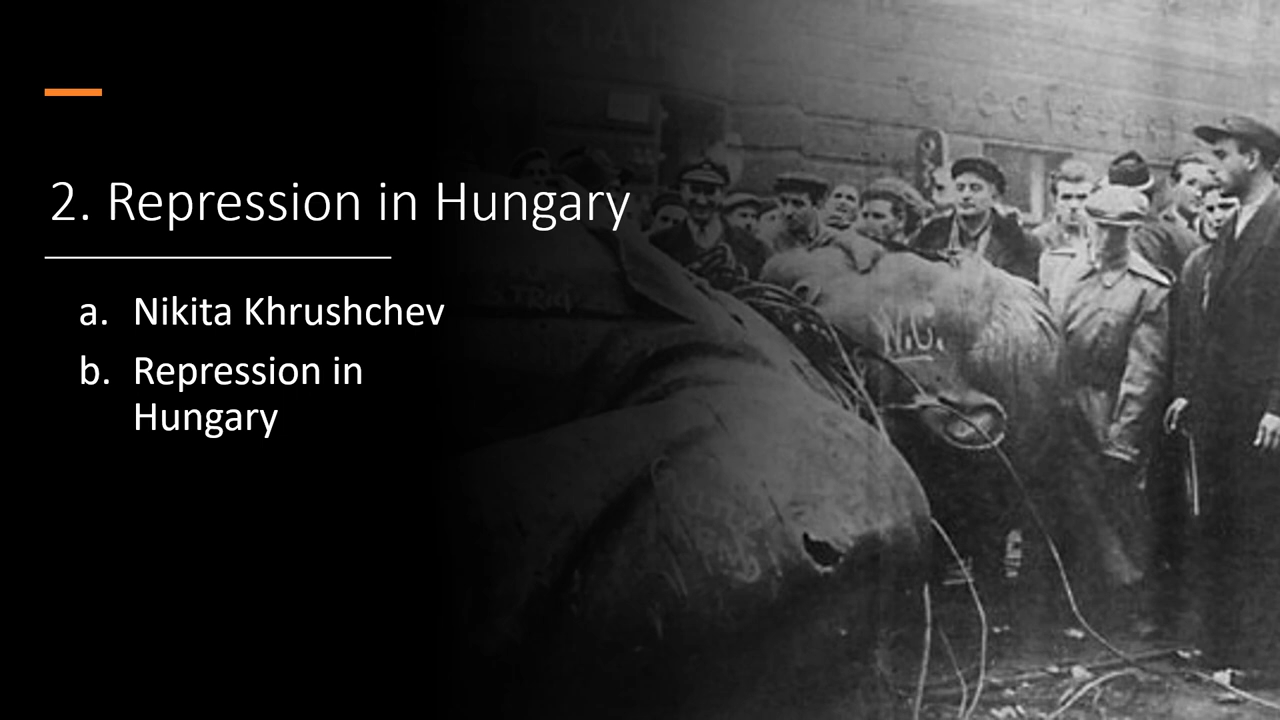 2. Repression in Hungary
a. Nikita Khrushchev
b. Repression in
Hungary
W.C.